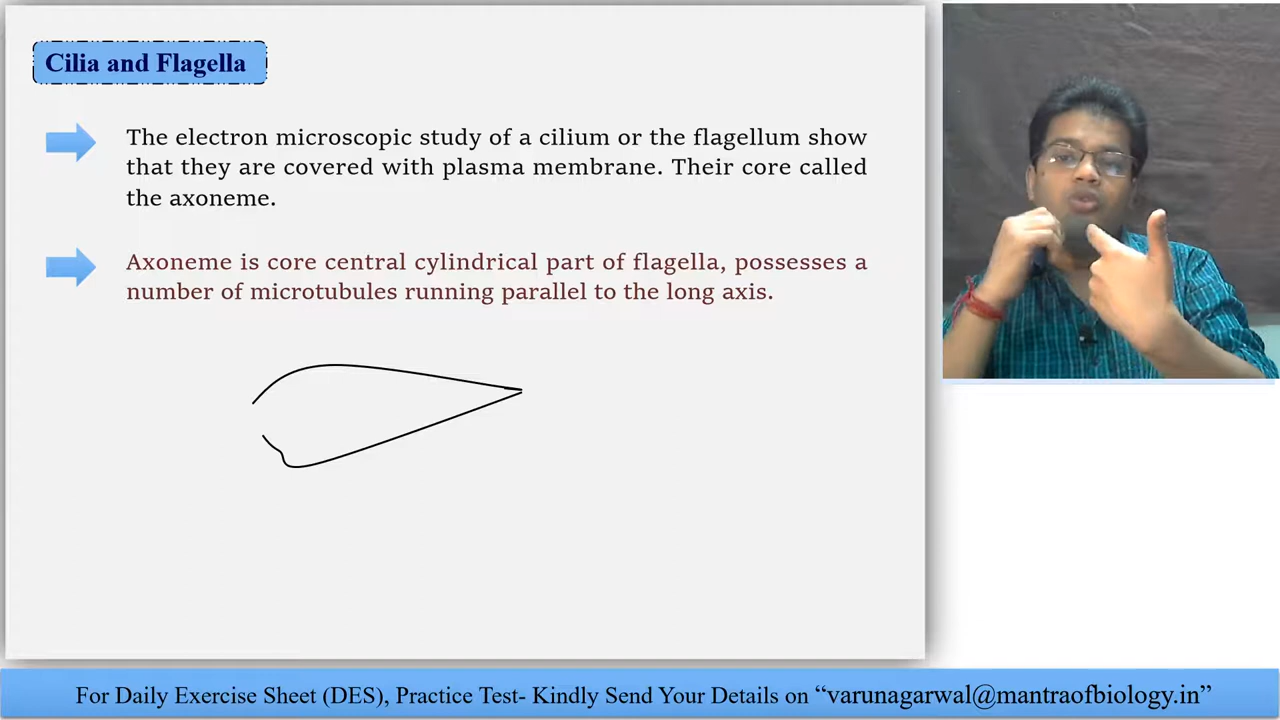 Cilia and Flagella
The electron microscopic study of a cilium or the flagellum show
that they are covered with plasma membrane. Their core called
the axoneme.
Axoneme is core central cylindrical part of flagella, possesses a
number of microtubules running parallel to the long axis.
For Daily Exercise Sheet (DES), Practice Test- Kindly Send Your Details on “varunagarwal@mantraofbiology.in”